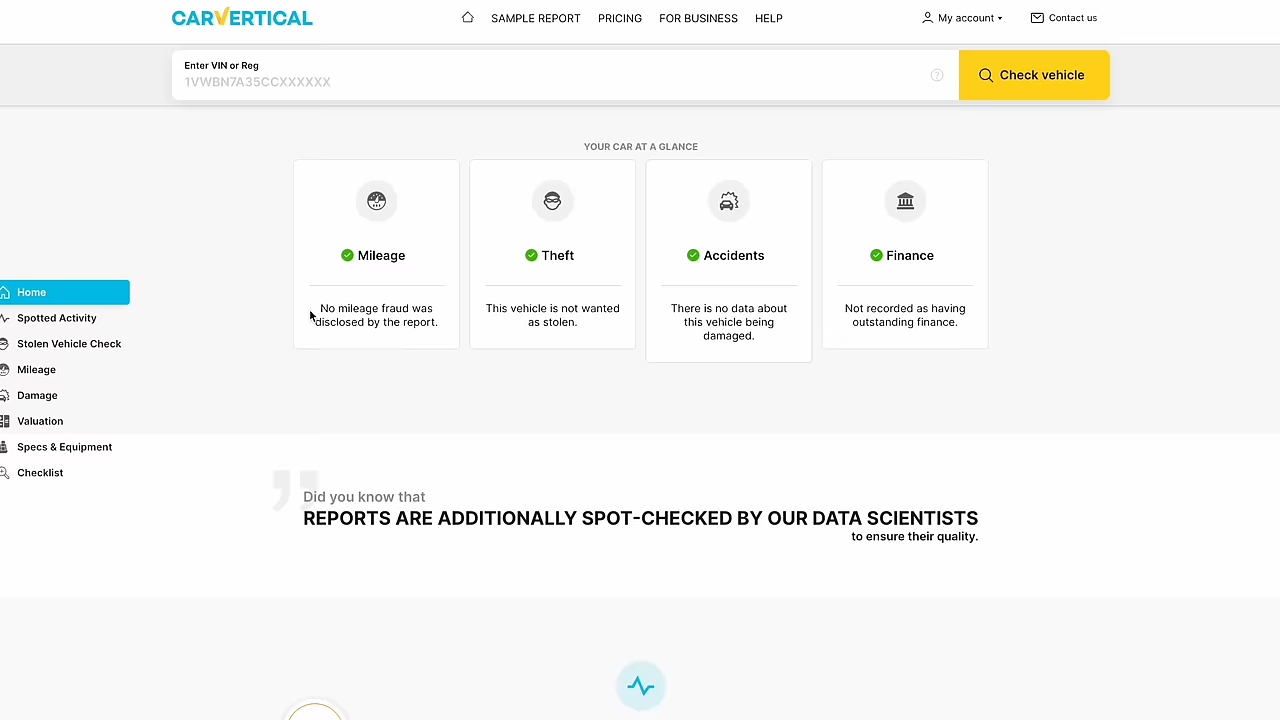 CARVERTICAL
SAMPLE REPORT
PRICING
FOR BUSINESS
HELP
My account
Contact us
Enter VIN or Reg
1VWBN7A35CCXXXXXX
?
Check vehicle
YOUR CAR AT A GLANCE
Mileage
No mileage fraud was
disclosed by the report.
Theft
This vehicle is not wanted
as stolen.
Accidents
There is no data about
this vehicle being
damaged.
Finance
Not recorded as having
outstanding finance.
Home
Spotted Activity
Stolen Vehicle Check
Mileage
Damage
Valuation
Specs & Equipment
Checklist
Did you know that
REPORTS ARE ADDITIONALLY SPOT-CHECKED BY OUR DATA SCIENTISTS
to ensure their quality.